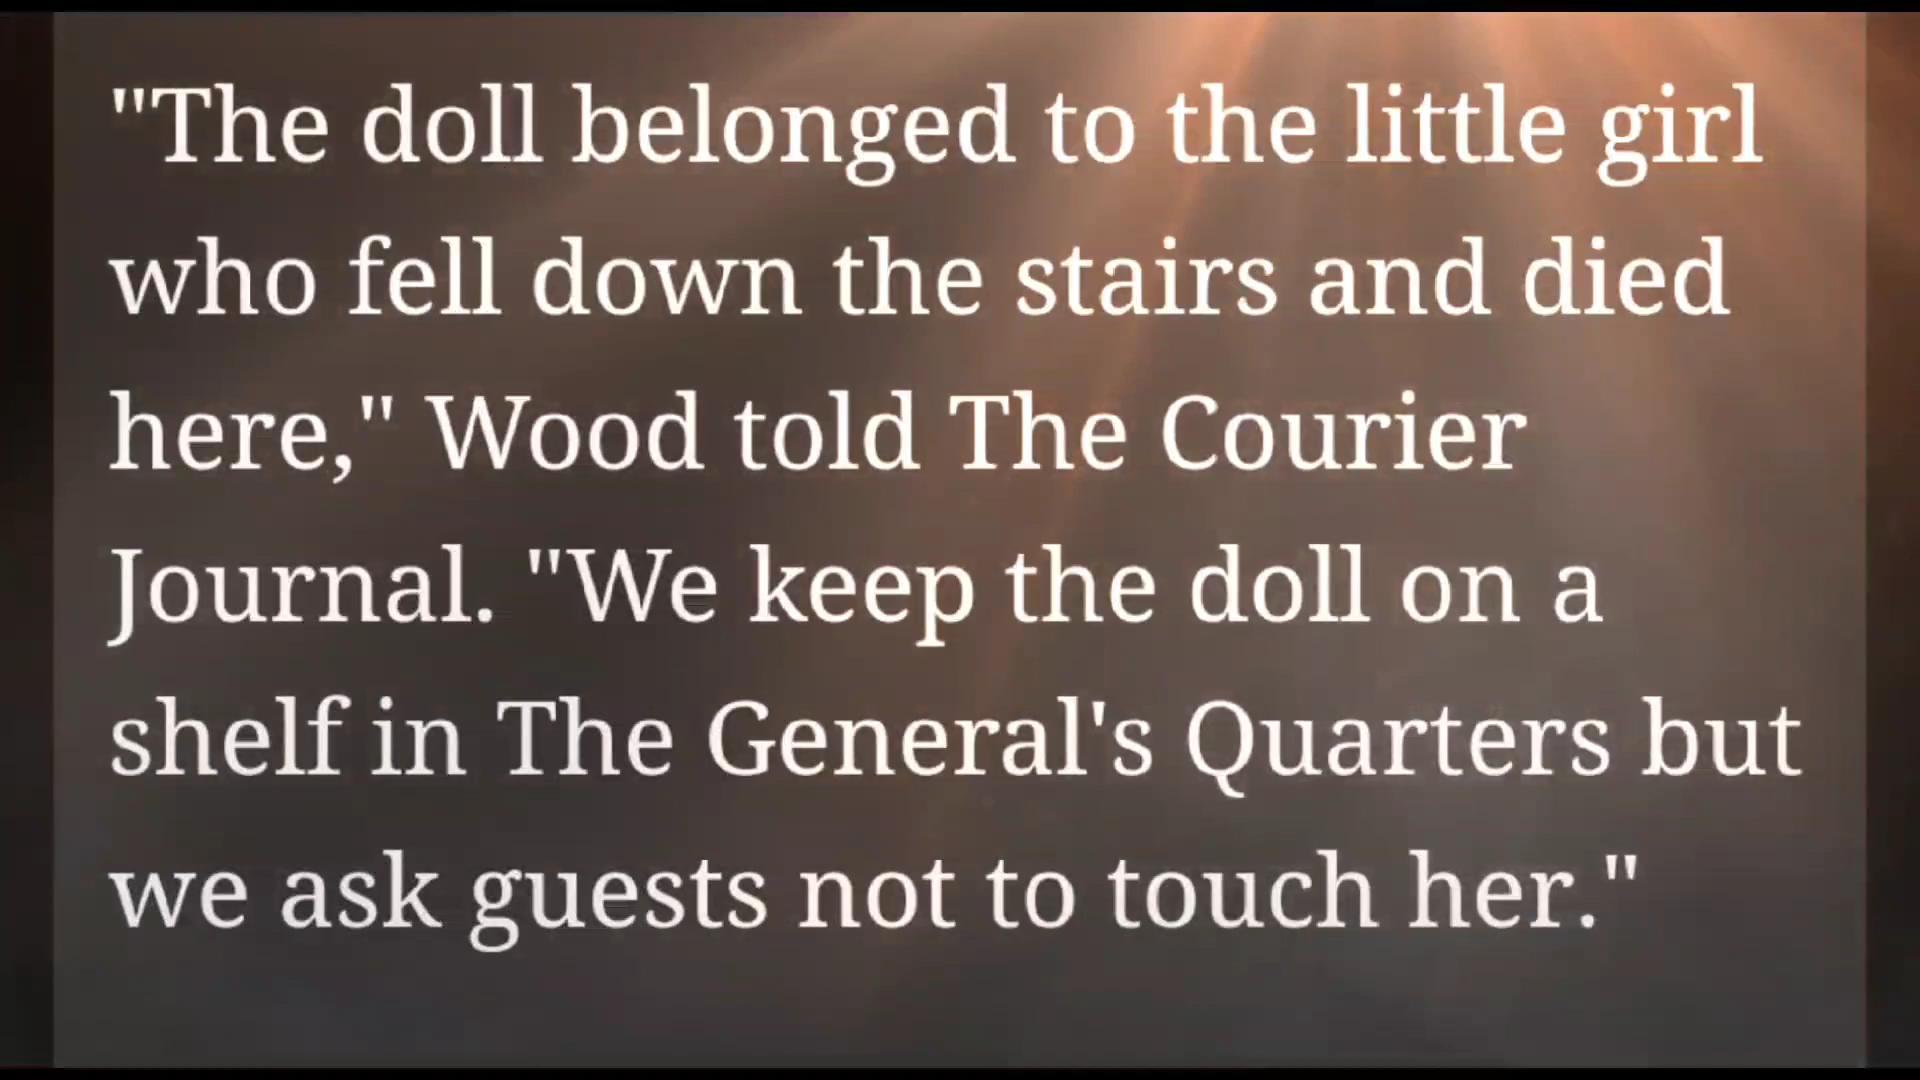 "The doll belonged to the little girl
who fell down the stairs and died
here," Wood told The Courier
Journal. "We keep the doll on a
shelf in The General's Quarters but
we ask guests not to touch her."